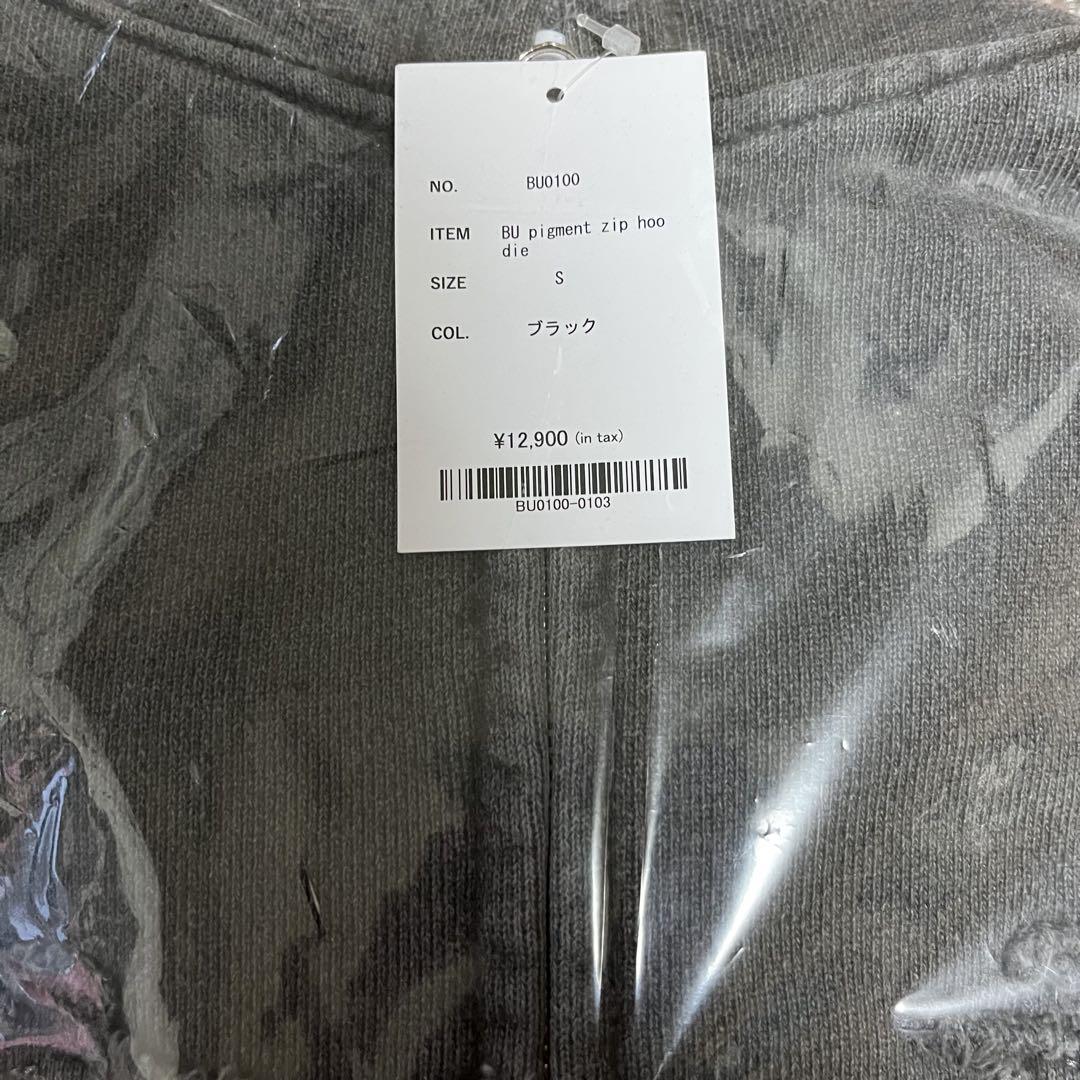 NO. BU0100
ITEM BU pigment zip hoo
die
SIZE S
COL. ブラック
¥12,900 (in tax)
BU0100-0103